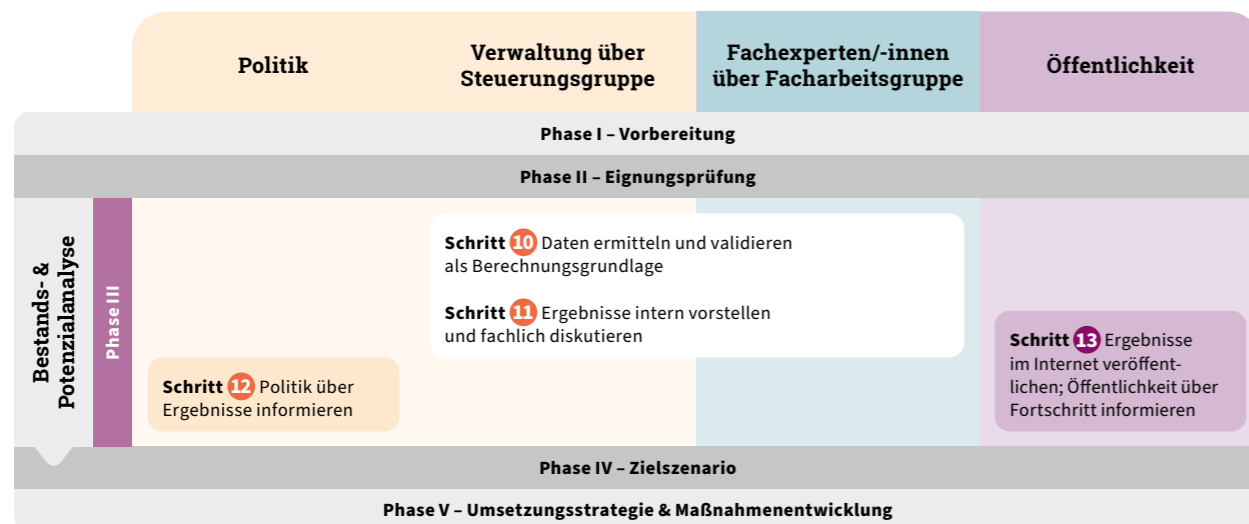 Politik
Verwaltung über
Steuerungsgruppe
Fachexperten/-innen
über Facharbeitsgruppe
Öffentlichkeit
Phase I – Vorbereitung
Phase II – Eignungsprüfung
Bestands- &
Potenzialanalyse
Phase III
Schritt 10 Daten ermitteln und validieren
als Berechnungsgrundlage
Schritt 11 Ergebnisse intern vorstellen
und fachlich diskutieren
Schritt 12 Politik über
Ergebnisse informieren
Schritt 13 Ergebnisse
im Internet veröffent-
lichen; Öffentlichkeit über
Fortschritt informieren
Phase IV – Zielszenario
Phase V – Umsetzungsstrategie & Maßnahmenentwicklung